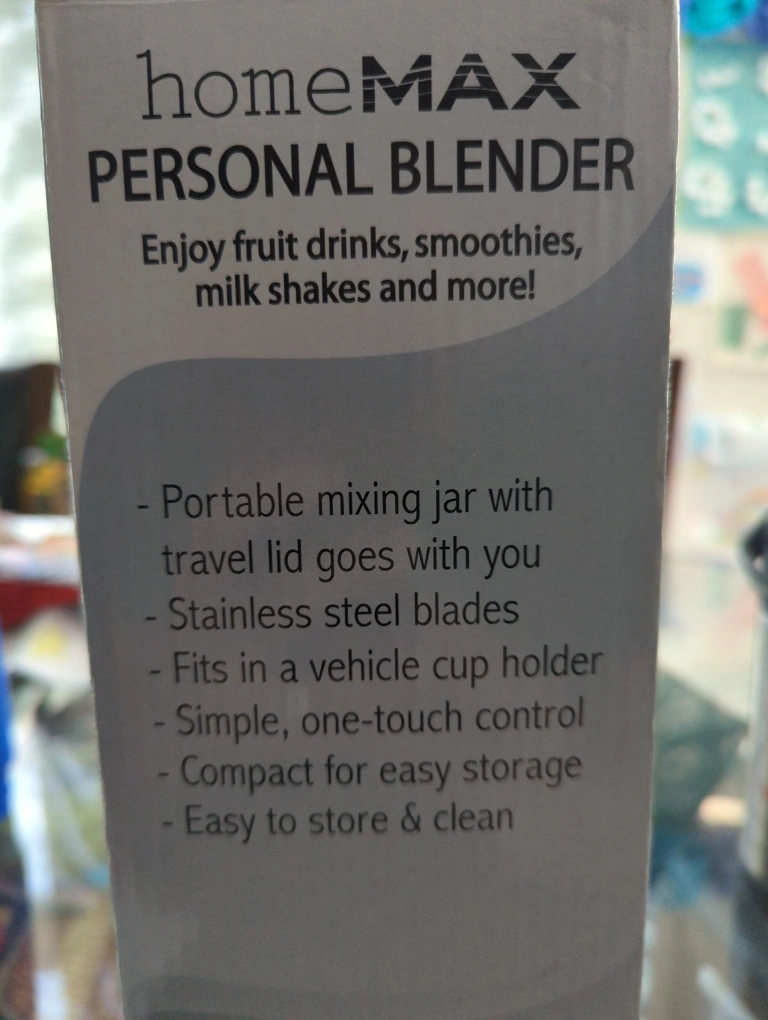 homeMAX
PERSONAL BLENDER
Enjoy fruit drinks, smoothies,
milk shakes and more!
- Portable mixing jar with
travel lid goes with you
- Stainless steel blades
- Fits in a vehicle cup holder
- Simple, one-touch control
- Compact for easy storage
- Easy to store & clean